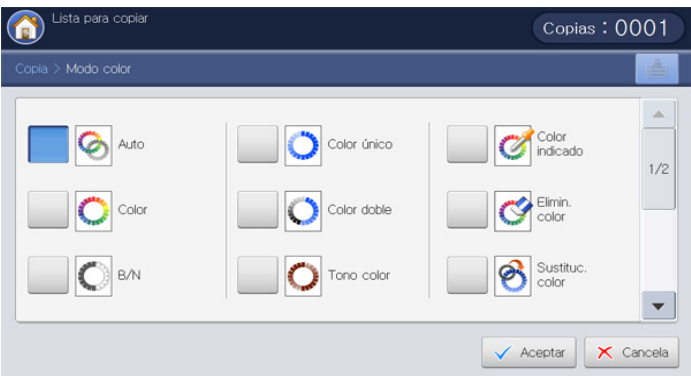 Lista para copiar
Copias : 0001
Copia > Modo color
Auto
Color único
Color
indicado
1/2
Color
Color doble
Elimin.
color
B/N
Tono color
Sustituc.
color
Aceptar
Cancela